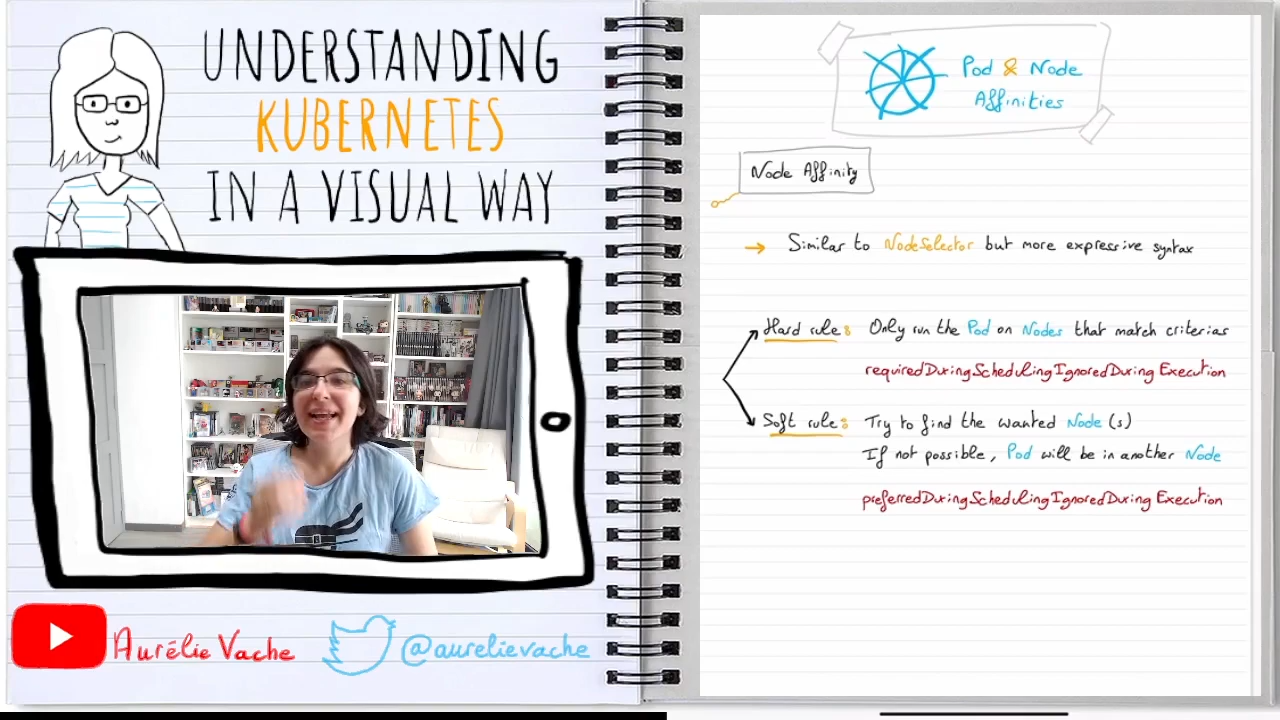 UNDERSTANDING
KUBERNETES
IN A VISUAL WAY
Aurélie Vache
@aurelievache
Pod & Node
Affinities
Node Affinity
→ Similar to NodeSelector but more expressive syntax
Hard rule: Only run the Pod on Nodes that match criterias
requiredDuringSchedulingIgnoredDuringExecution
Soft rule: Try to find the wanted Node(s)
If not possible, Pod will be in another Node
preferredDuringSchedulingIgnoredDuringExecution